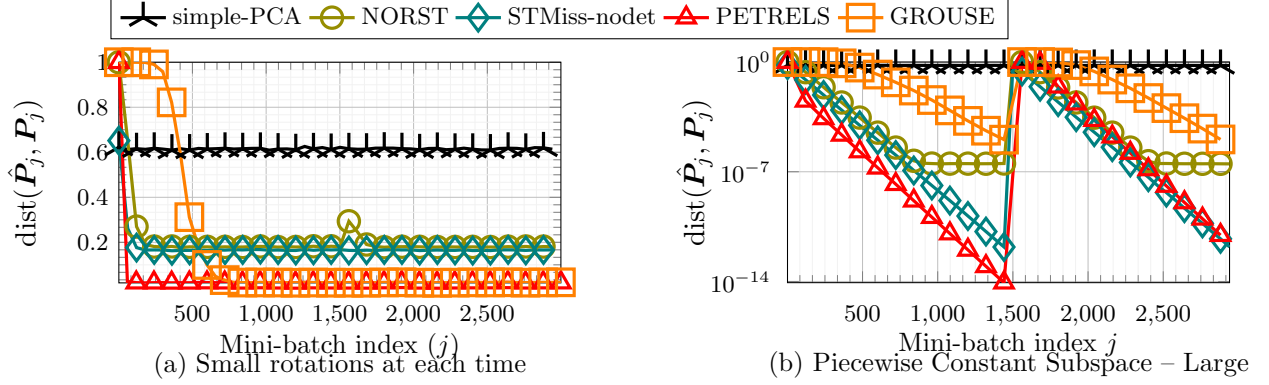 simple-PCA NORST STMiss-nodet PETRELS GROUSE
1
0.8
0.6
0.4
0.2
500 1,000 1,500 2,000 2,500
dist(P̂j, Pj)
Mini-batch index (j)
(a) Small rotations at each time
10^0
10^−7
10^−14
500 1,000 1,500 2,000 2,500
dist(P̂j, Pj)
Mini-batch index j
(b) Piecewise Constant Subspace – Large